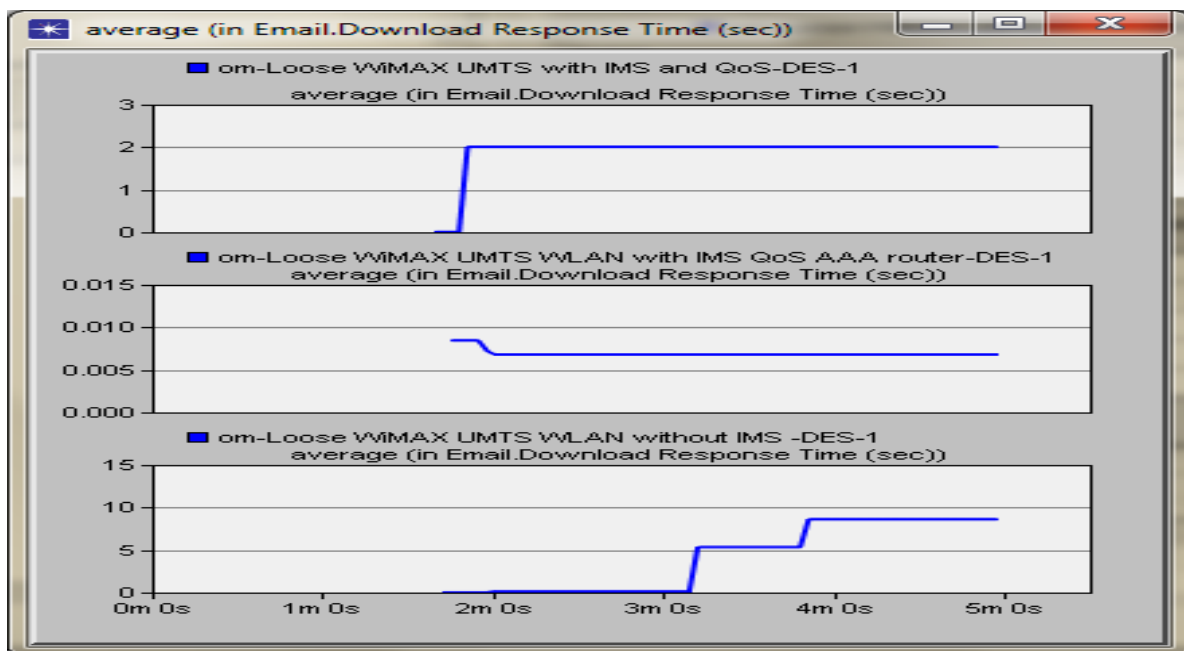 average (in Email.Download Response Time (sec))
om-Loose WiMAX UMTS with IMS and QoS-DES-1
average (in Email.Download Response Time (sec))
3
2
1
0
om-Loose WiMAX UMTS WLAN with IMS QoS AAA router-DES-1
average (in Email.Download Response Time (sec))
0.015
0.010
0.005
0.000
om-Loose WiMAX UMTS WLAN without IMS -DES-1
average (in Email.Download Response Time (sec))
15
10
5
0
0m 0s 1m 0s 2m 0s 3m 0s 4m 0s 5m 0s